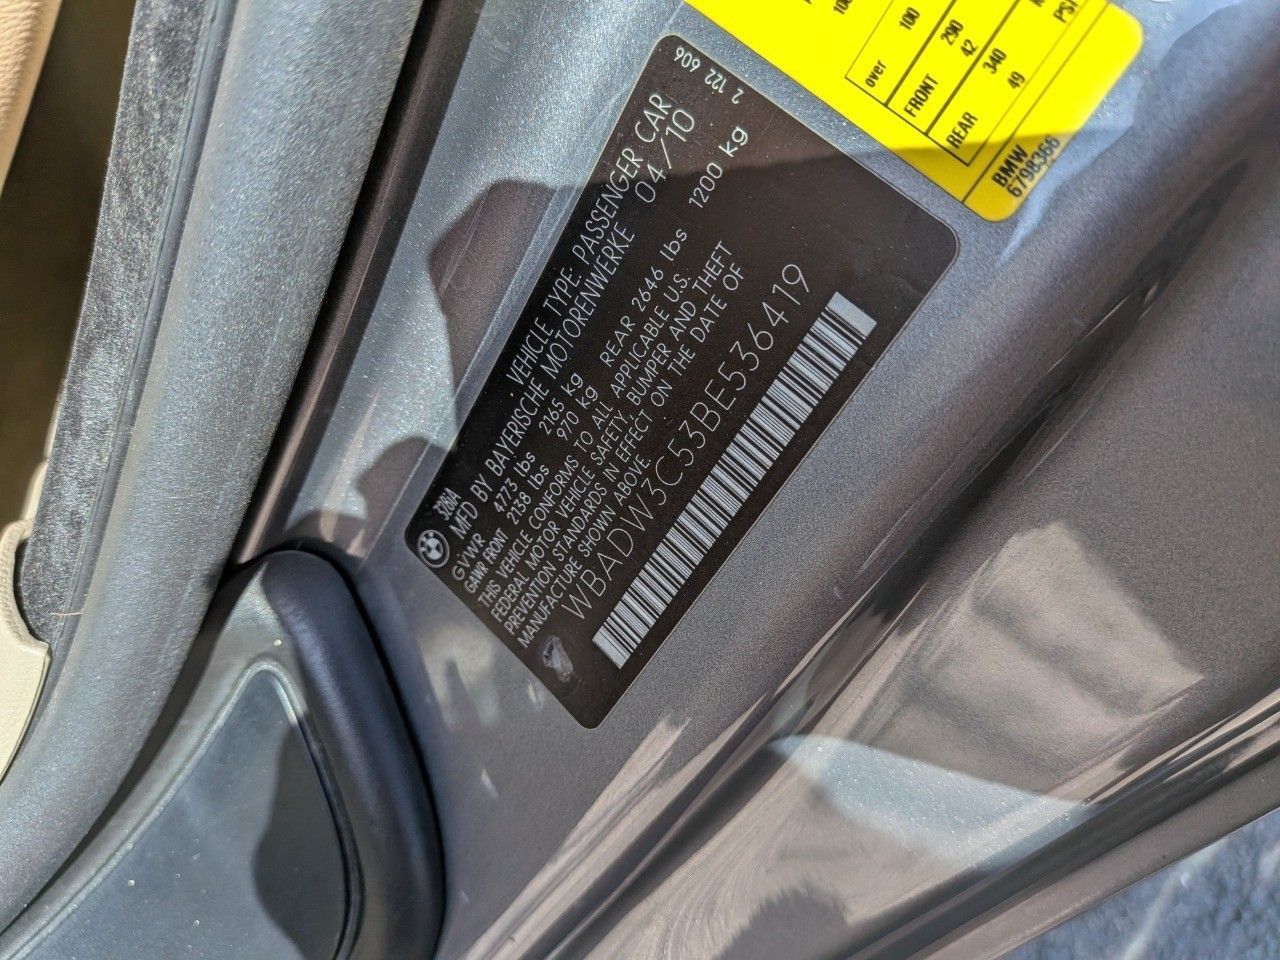 2 122 606
VEHICLE TYPE: PASSENGER CAR
MFD BY BAYERISCHE MOTORENWERKE 04/10
GVWR 4773 lbs 2165 kg
GAWR FRONT 2138 lbs 970 kg REAR 2646 lbs 1200 kg
THIS VEHICLE CONFORMS TO ALL APPLICABLE U.S.
FEDERAL MOTOR VEHICLE SAFETY, BUMPER AND THEFT
PREVENTION STANDARDS IN EFFECT ON THE DATE OF
MANUFACTURE SHOWN ABOVE.
WBADW3C53BE536419
over 100
FRONT 290 42
REAR 340 49
BMW
6798366